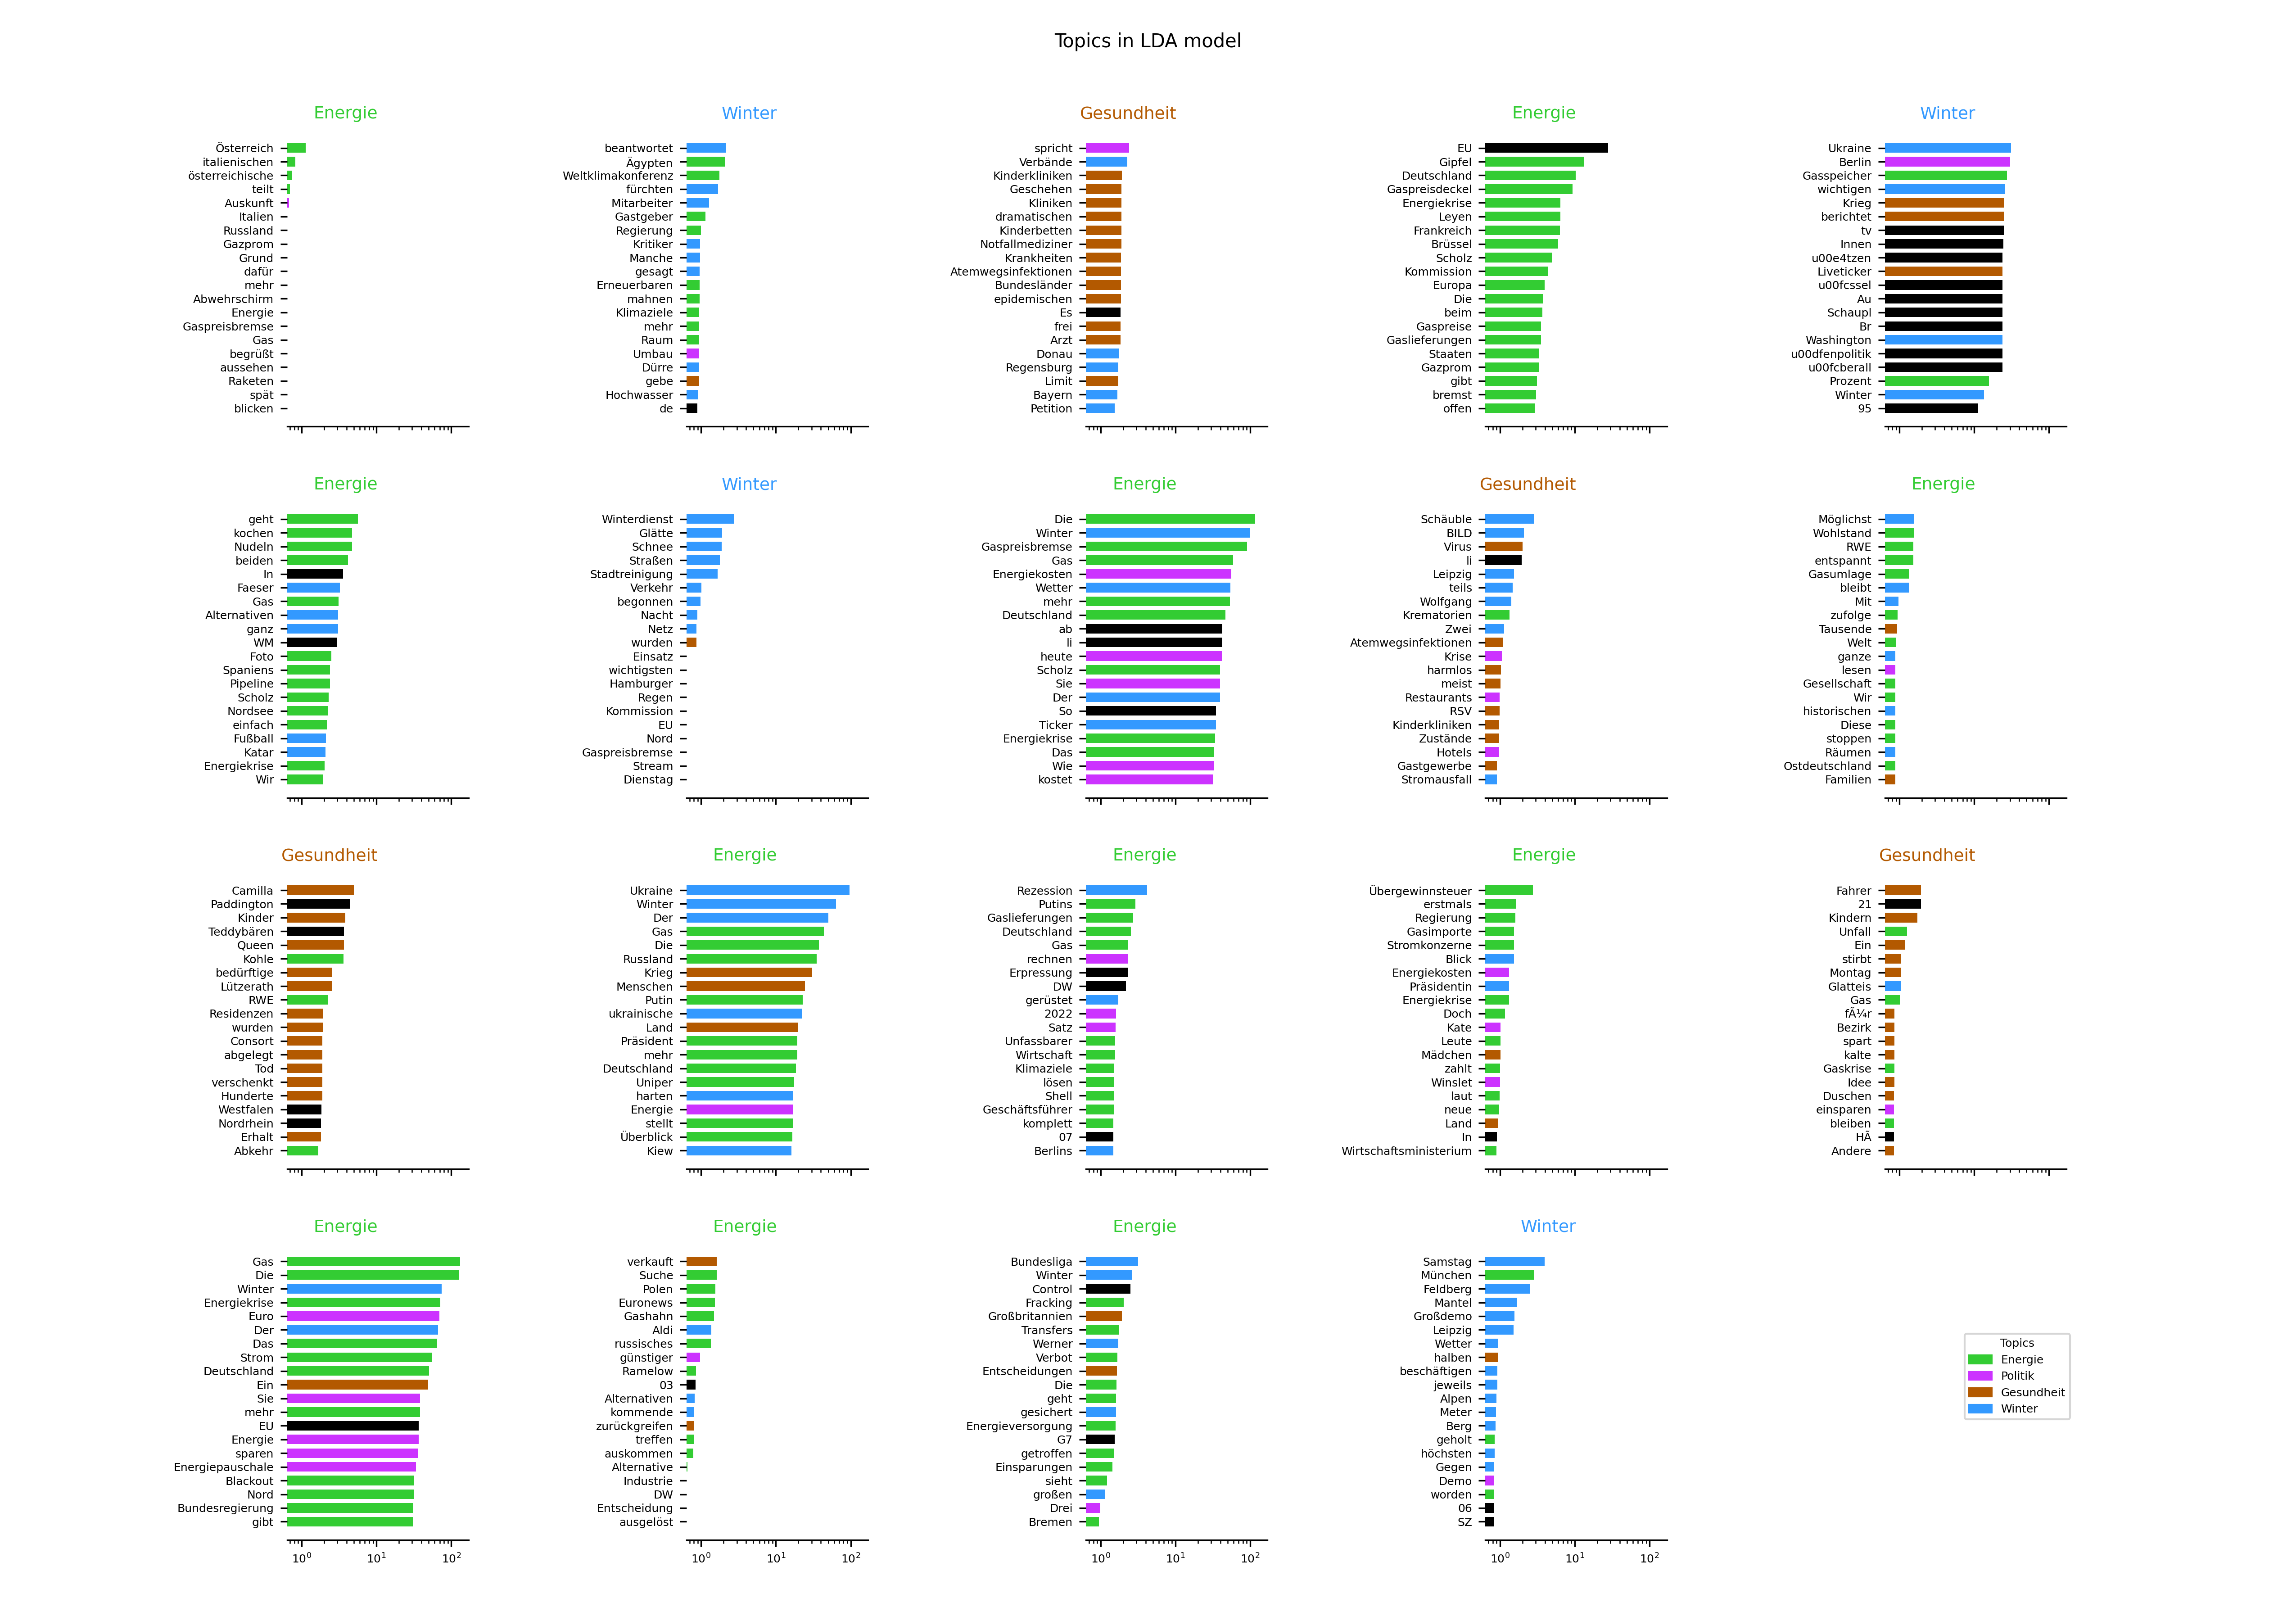 Topics in LDA model
Energie
Österreich
italienischen
österreichische
teilt
Auskunft
Italien
Russland
Gazprom
Grund
dafür
mehr
Abwehrschirm
Energie
Gaspreisbremse
Gas
begrüßt
aussehen
Raketen
spät
blicken
Winter
beantwortet
Ägypten
Weltklimakonferenz
fürchten
Mitarbeiter
Gastgeber
Regierung
Kritiker
Manche
gesagt
Erneuerbaren
mahnen
Klimaziele
mehr
Raum
Umbau
Dürre
gebe
Hochwasser
de
Gesundheit
spricht
Verbände
Kinderkliniken
Geschehen
Kliniken
dramatischen
Kinderbetten
Notfallmediziner
Krankheiten
Atemwegsinfektionen
Bundesländer
epidemischen
Es
frei
Arzt
Donau
Regensburg
Limit
Bayern
Petition
Energie
EU
Gipfel
Deutschland
Gaspreisdeckel
Energiekrise
Leyen
Frankreich
Brüssel
Scholz
Kommission
Europa
Die
beim
Gaspreise
Gaslieferungen
Staaten
Gazprom
gibt
bremst
offen
Winter
Ukraine
Berlin
Gasspeicher
wichtigen
Krieg
berichtet
tv
Innen
u00e4tzen
Liveticker
u00fcssel
Au
Schaupl
Br
Washington
u00dfenpolitik
u00fcberall
Prozent
Winter
95
Energie
geht
kochen
Nudeln
beiden
In
Faeser
Gas
Alternativen
ganz
WM
Foto
Spaniens
Pipeline
Scholz
Nordsee
einfach
Fußball
Katar
Energiekrise
Wir
Winter
Winterdienst
Glätte
Schnee
Straßen
Stadtreinigung
Verkehr
begonnen
Nacht
Netz
wurden
Einsatz
wichtigsten
Hamburger
Regen
Kommission
EU
Nord
Gaspreisbremse
Stream
Dienstag
Energie
Die
Winter
Gaspreisbremse
Gas
Energiekosten
Wetter
mehr
Deutschland
ab
li
heute
Scholz
Sie
Der
So
Ticker
Energiekrise
Das
Wie
kostet
Gesundheit
Schäuble
BILD
Virus
li
Leipzig
teils
Wolfgang
Krematorien
Zwei
Atemwegsinfektionen
Krise
harmlos
meist
Restaurants
RSV
Kinderkliniken
Zustände
Hotels
Gastgewerbe
Stromausfall
Energie
Möglichst
Wohlstand
RWE
entspannt
Gasumlage
bleibt
Mit
zufolge
Tausende
Welt
ganze
lesen
Gesellschaft
Wir
historischen
Diese
stoppen
Räumen
Ostdeutschland
Familien
Gesundheit
Camilla
Paddington
Kinder
Teddybären
Queen
Kohle
bedürftige
Lützerath
RWE
Residenzen
wurden
Consort
abgelegt
Tod
verschenkt
Hunderte
Westfalen
Nordrhein
Erhalt
Abkehr
Energie
Ukraine
Winter
Der
Gas
Die
Russland
Krieg
Menschen
Putin
ukrainische
Land
Präsident
mehr
Deutschland
Uniper
harten
Energie
stellt
Überblick
Kiew
Energie
Rezession
Putins
Gaslieferungen
Deutschland
Gas
rechnen
Erpressung
DW
gerüstet
2022
Satz
Unfassbarer
Wirtschaft
Klimaziele
lösen
Shell
Geschäftsführer
komplett
07
Berlins
Energie
Übergewinnsteuer
erstmals
Regierung
Gasimporte
Stromkonzerne
Blick
Energiekosten
Präsidentin
Energiekrise
Doch
Kate
Leute
Mädchen
zahlt
Winslet
laut
neue
Land
In
Wirtschaftsministerium
Gesundheit
Fahrer
21
Kindern
Unfall
Ein
stirbt
Montag
Glatteis
Gas
fÃ¼r
Bezirk
spart
kalte
Gaskrise
Idee
Duschen
einsparen
bleiben
HÃ
Andere
Energie
Gas
Die
Winter
Energiekrise
Euro
Der
Das
Strom
Deutschland
Ein
Sie
mehr
EU
Energie
sparen
Energiepauschale
Blackout
Nord
Bundesregierung
gibt
10⁰ 10¹ 10²
Energie
verkauft
Suche
Polen
Euronews
Gashahn
Aldi
russisches
günstiger
Ramelow
03
Alternativen
kommende
zurückgreifen
treffen
auskommen
Alternative
Industrie
DW
Entscheidung
ausgelöst
10⁰ 10¹ 10²
Energie
Bundesliga
Winter
Control
Fracking
Großbritannien
Transfers
Werner
Verbot
Entscheidungen
Die
geht
gesichert
Energieversorgung
G7
getroffen
Einsparungen
sieht
großen
Drei
Bremen
10⁰ 10¹ 10²
Winter
Samstag
München
Feldberg
Mantel
Großdemo
Leipzig
Wetter
halben
beschäftigen
jeweils
Alpen
Meter
Berg
geholt
höchsten
Gegen
Demo
worden
06
SZ
10⁰ 10¹ 10²
Topics
Energie
Politik
Gesundheit
Winter